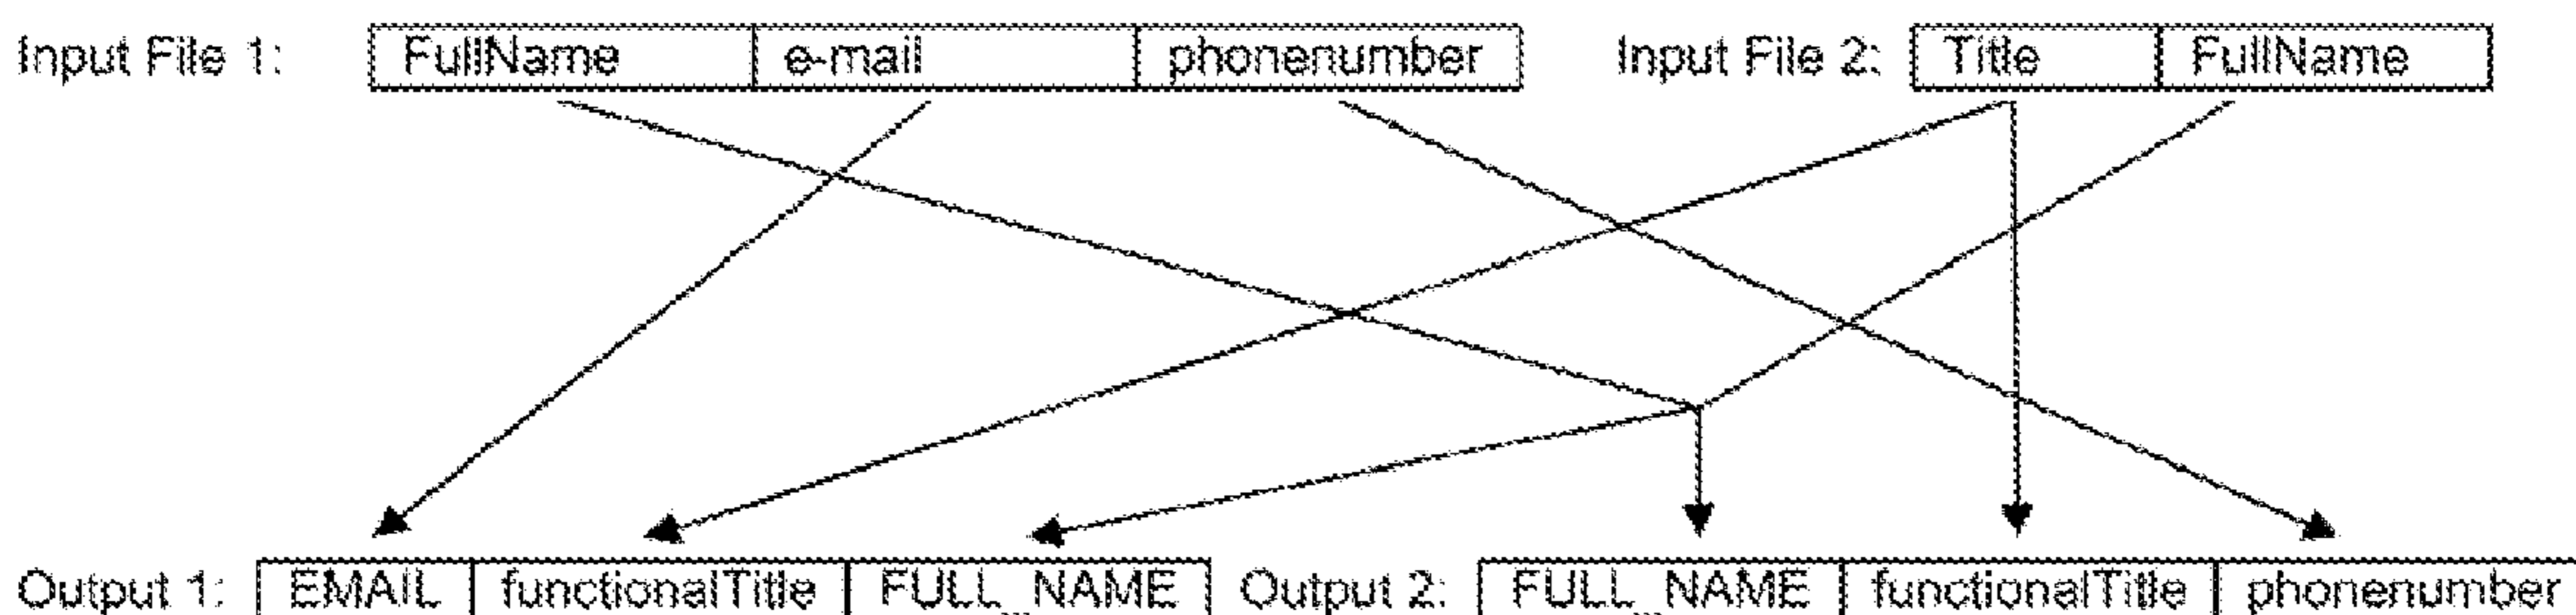 Input File 1: FullName e-mail phonenumber Input File 2: Title FullName
Output 1: EMAIL functionalTitle FULL_NAME Output 2: FULL_NAME functionalTitle phonenumber